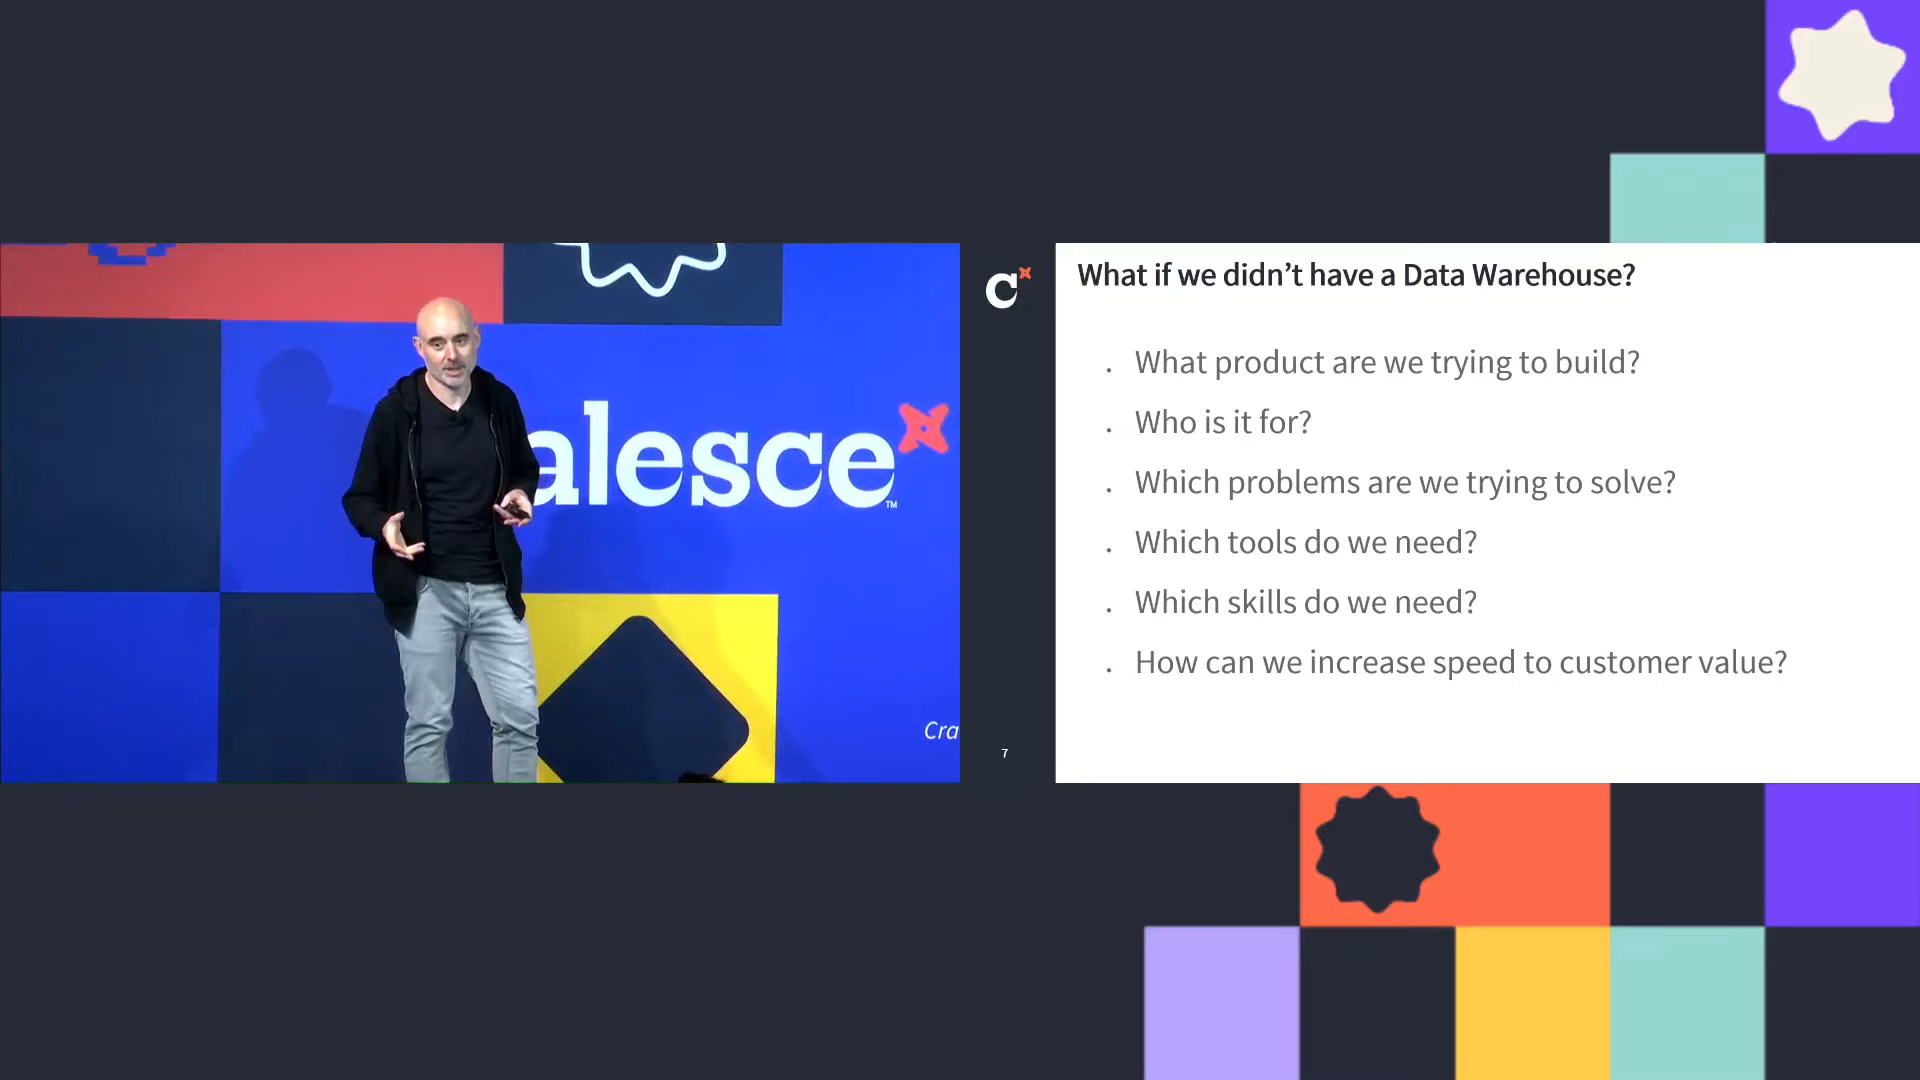 alesce
™
Cra
C
7
What if we didn’t have a Data Warehouse?
. What product are we trying to build?
. Who is it for?
. Which problems are we trying to solve?
. Which tools do we need?
. Which skills do we need?
. How can we increase speed to customer value?